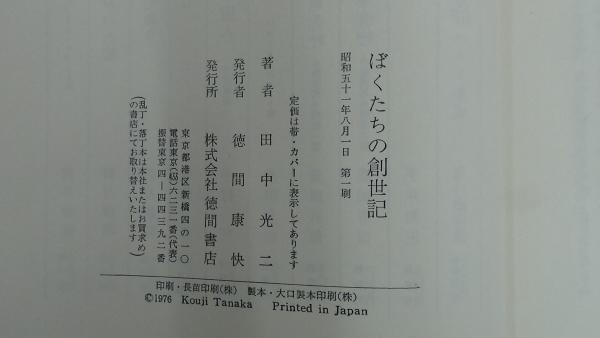 ぼくたちの創世記
昭和五十一年八月一日 第一刷
定価は帯・カバーに表示してあります
著者 田中光二
発行者 徳間康快
発行所 株式会社徳間書店
東京都港区新橋四の一〇
電話東京(433)六二三一番(代表)
振替東京四―四四三九二番
(乱丁・落丁本は本社またはお買求め
の書店にてお取り替えいたします)
印刷・長苗印刷(株) 製本・大口製本印刷(株)
©1976 Kouji Tanaka Printed in Japan